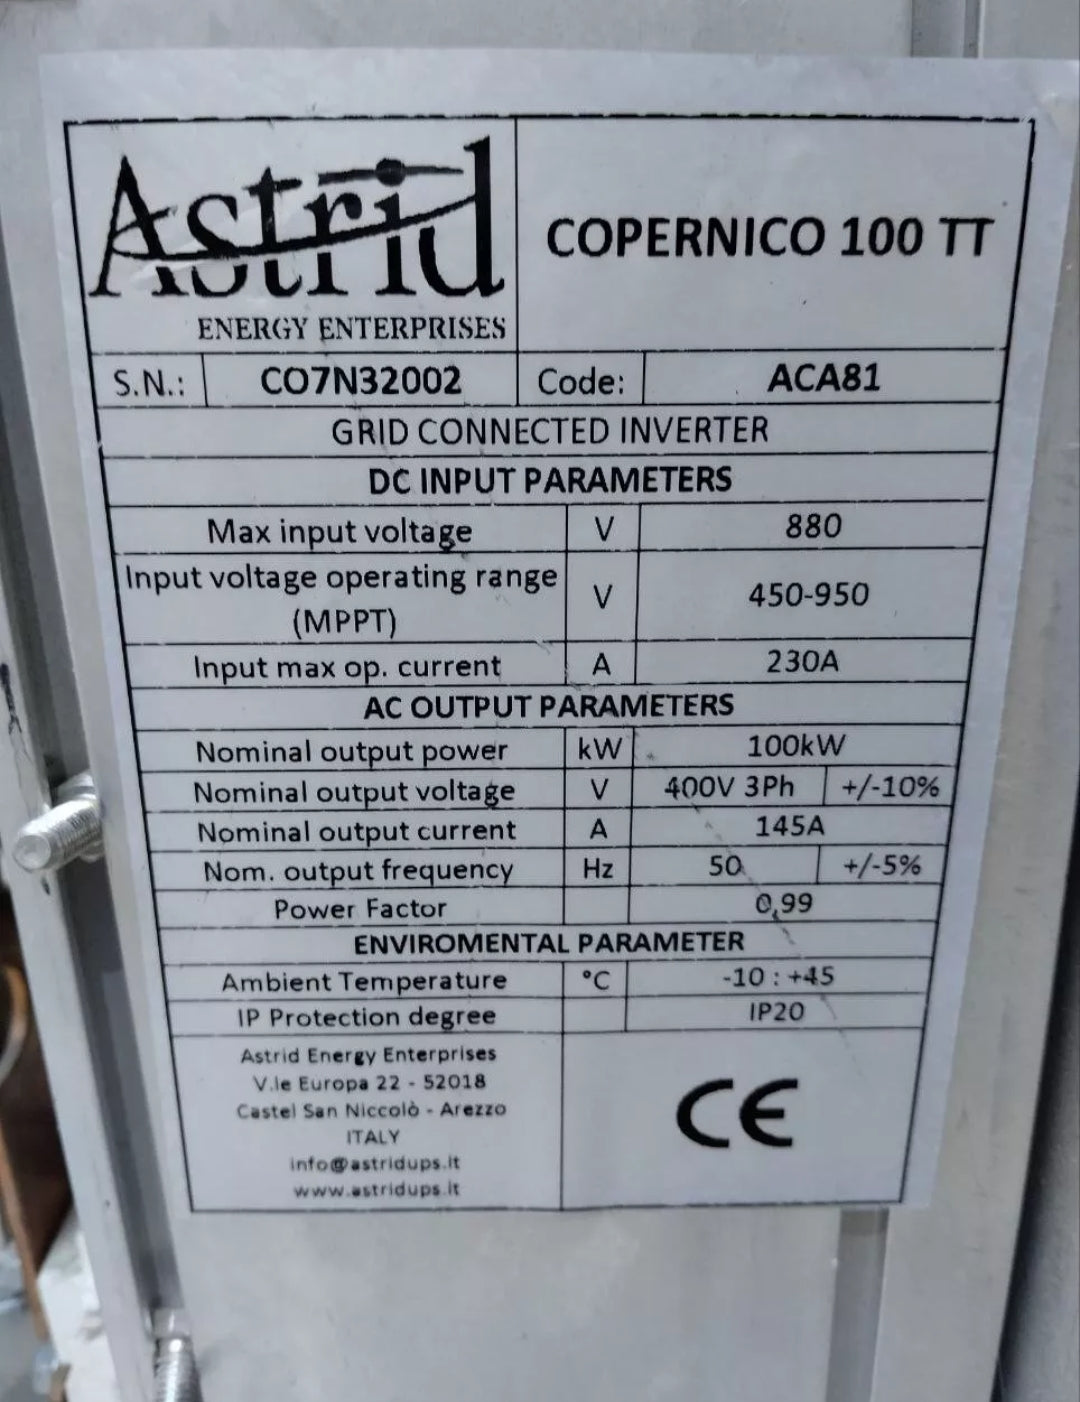 Astrid
ENERGY ENTERPRISES
COPERNICO 100 TT
S.N.: CO7N32002 Code: ACA81
GRID CONNECTED INVERTER
DC INPUT PARAMETERS
Max input voltage V 880
Input voltage operating range
(MPPT) V 450-950
Input max op. current A 230A
AC OUTPUT PARAMETERS
Nominal output power kW 100kW
Nominal output voltage V 400V 3Ph +/-10%
Nominal output current A 145A
Nom. output frequency Hz 50 +/-5%
Power Factor 0,99
ENVIROMENTAL PARAMETER
Ambient Temperature °C -10 : +45
IP Protection degree IP20
Astrid Energy Enterprises
V.le Europa 22 - 52018
Castel San Niccolò - Arezzo
ITALY
info@astridups.it
www.astridups.it
CE